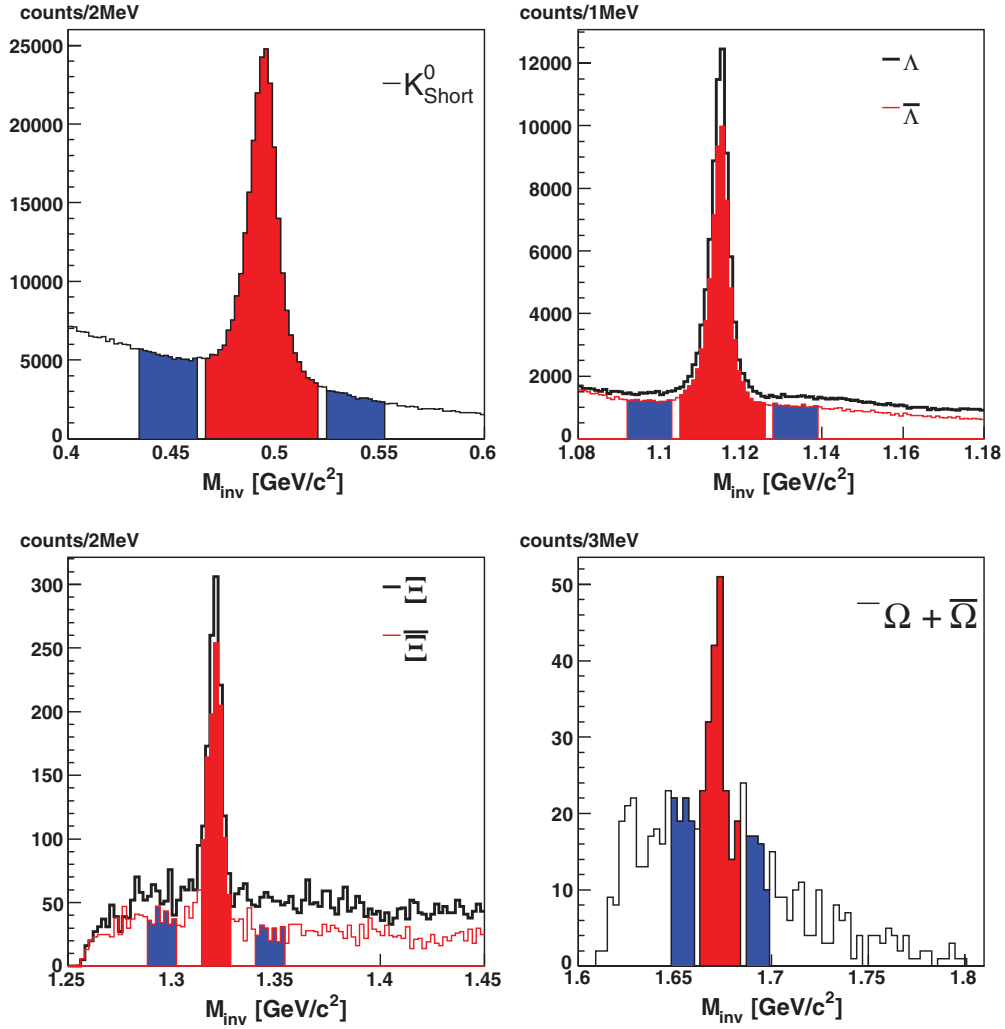 counts/2MeV
25000
20000
15000
10000
5000
0
K⁰Short
0.4 0.45 0.5 0.55 0.6
Minv [GeV/c²]
counts/1MeV
12000
10000
8000
6000
4000
2000
0
Λ
Λ̅
1.08 1.1 1.12 1.14 1.16 1.18
Minv [GeV/c²]
counts/2MeV
300
250
200
150
100
50
0
Ξ
Ξ̅
1.25 1.3 1.35 1.4 1.45
Minv [GeV/c²]
counts/3MeV
50
40
30
20
10
0
Ω + Ω̅
1.6 1.65 1.7 1.75 1.8
Minv [GeV/c²]